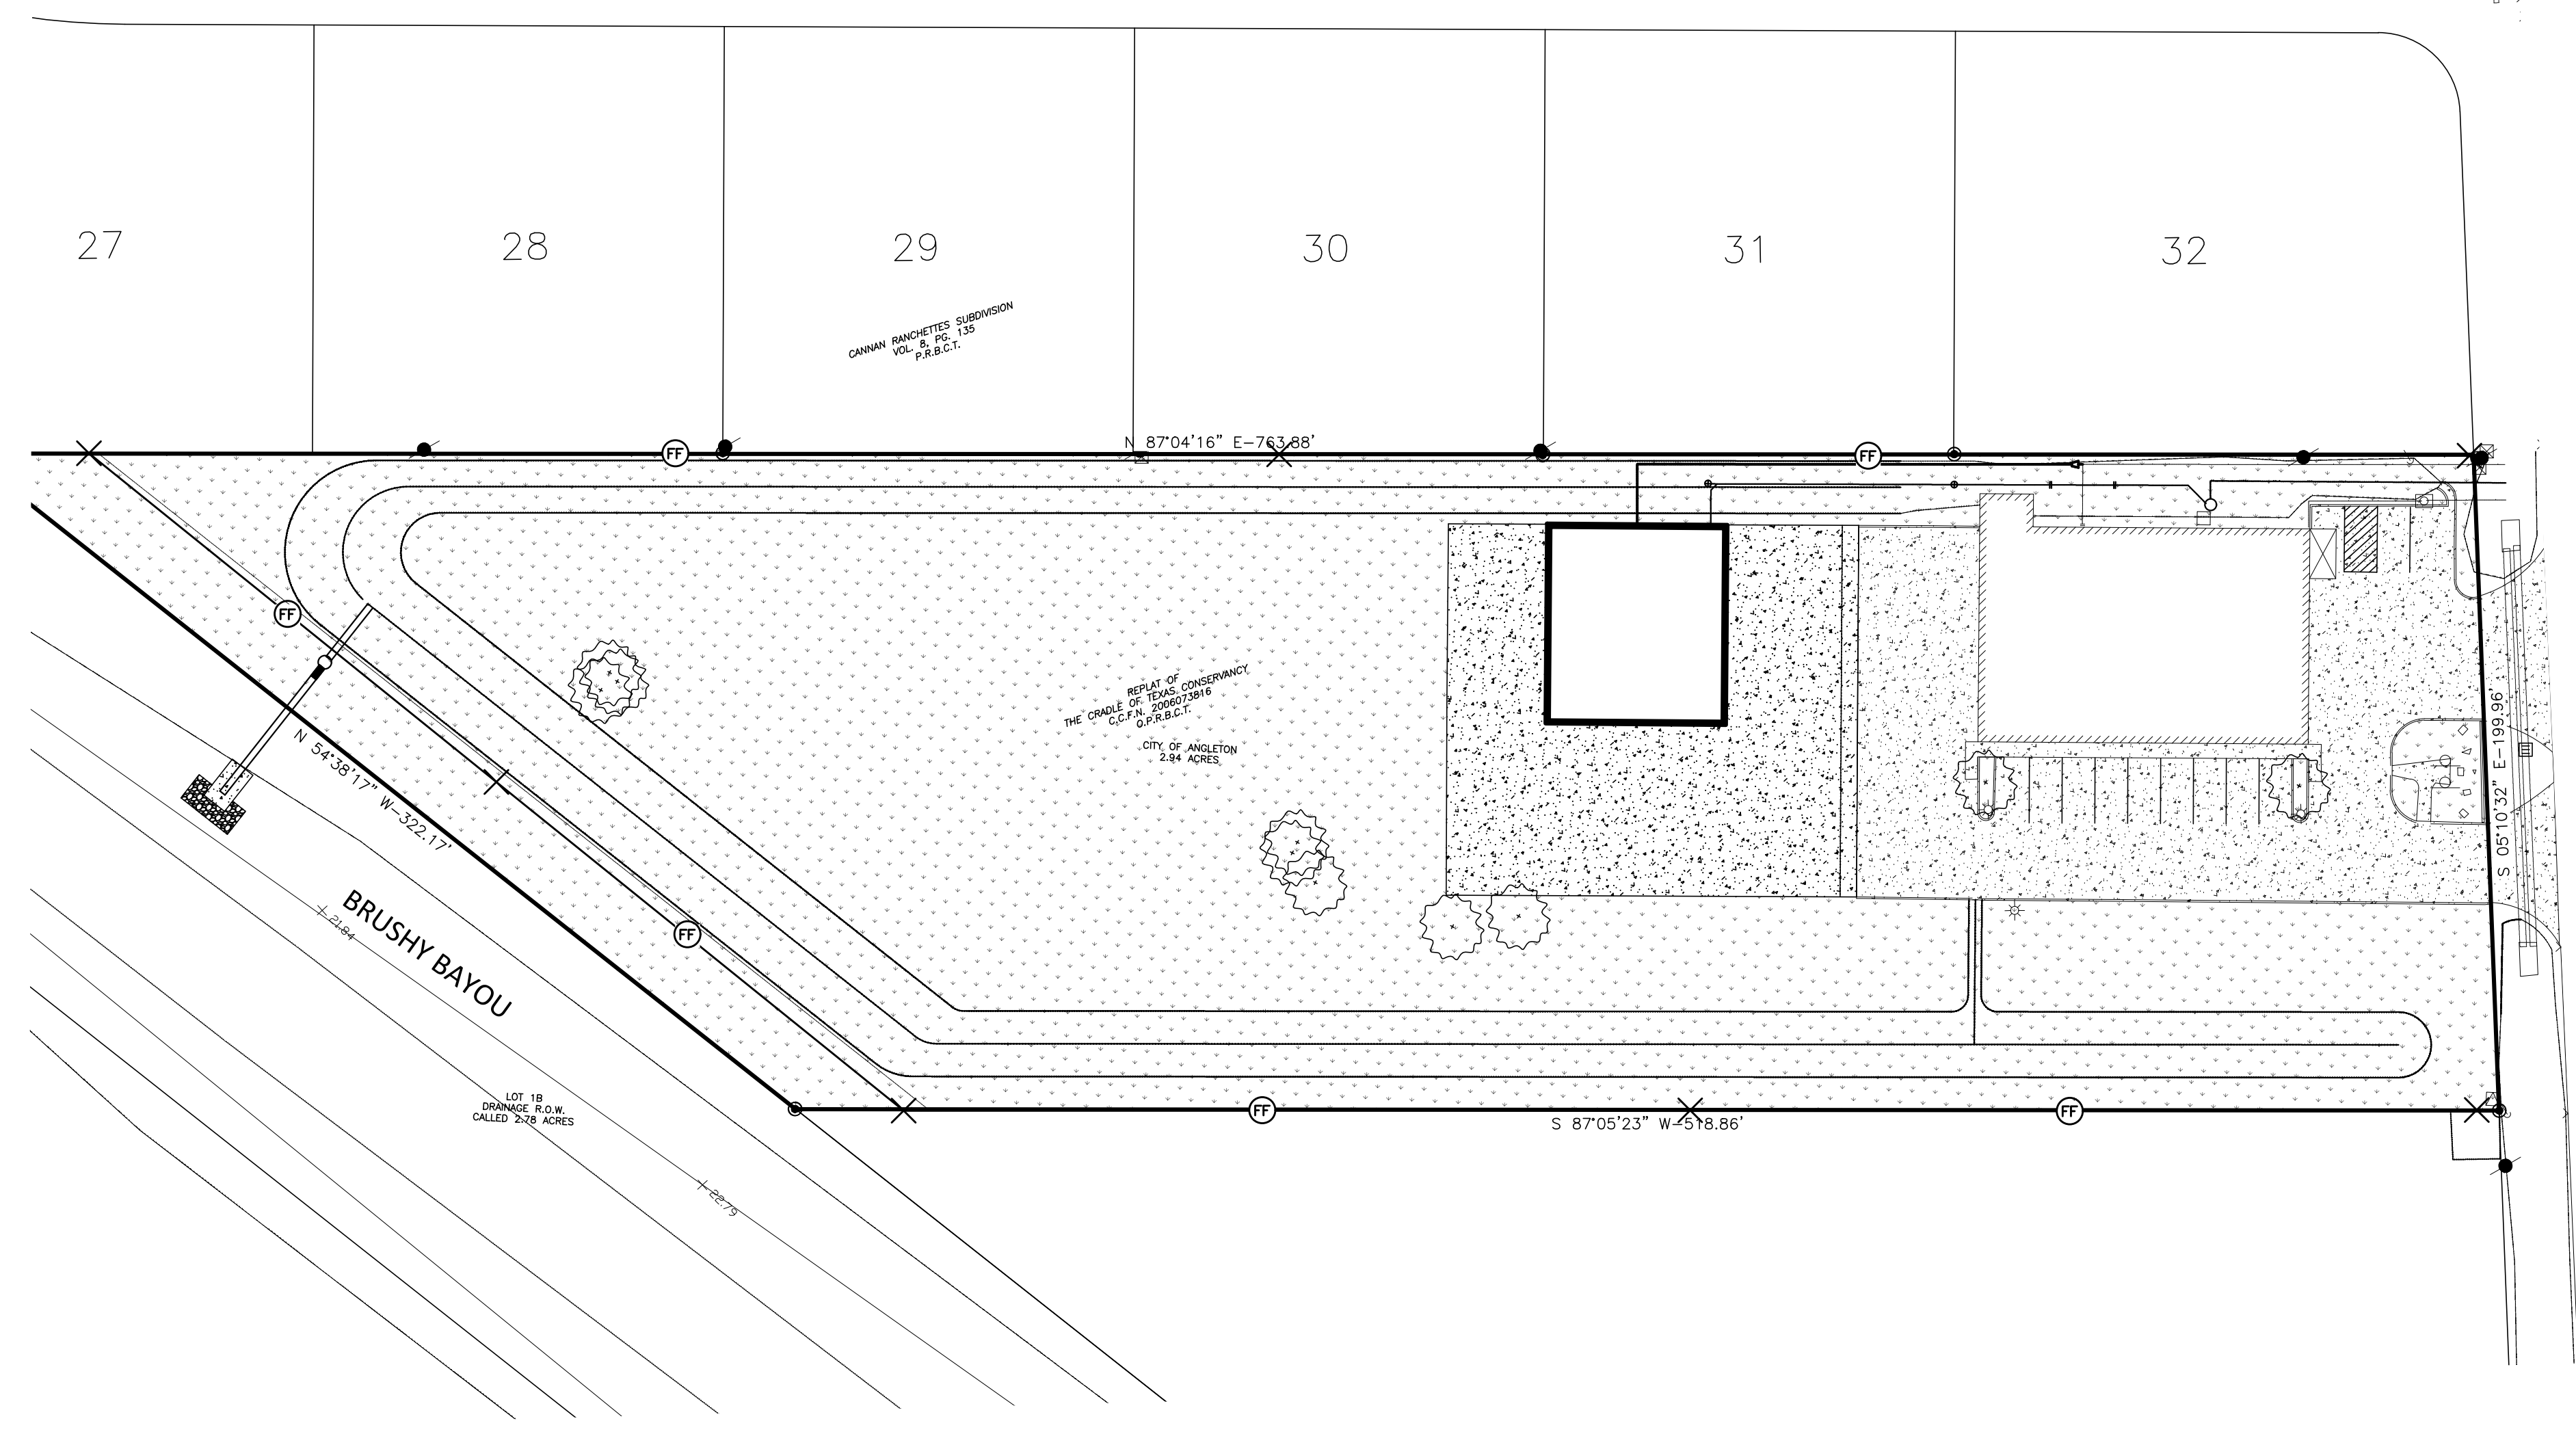 27
28
29
30
31
32
CANNAN RANCHETTES SUBDIVISION
VOL. 8, PG. 135
P.R.B.C.T.
N 87°04'16" E-763.88'
FF
FF
FF
REPLAT OF
THE CRADLE OF TEXAS CONSERVANCY
C.C.F.N. 2006073816
O.P.R.B.C.T.
CITY OF ANGLETON
2.94 ACRES
S 05°10'32" E-199.96'
N 54°38'17" W-322.17'
BRUSHY BAYOU
21.84
FF
LOT 1B
DRAINAGE R.O.W.
CALLED 2.78 ACRES
FF
FF
S 87°05'23" W-518.86'
22.79